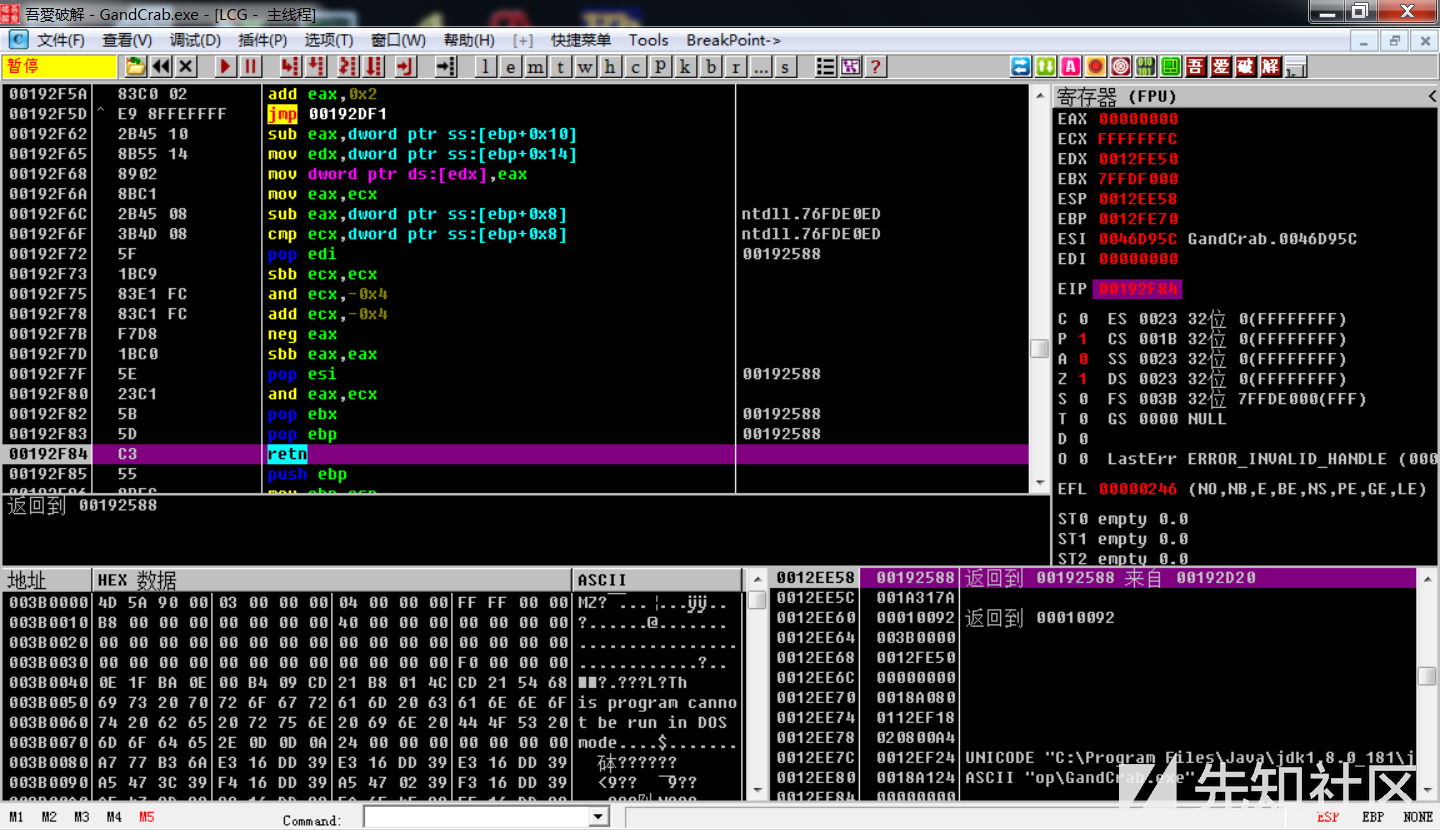 吾愛破解 - GandCrab.exe - [LCG - 主线程]
文件(F) 查看(V) 调试(D) 插件(P) 选项(T) 窗口(W) 帮助(H) [+] 快捷菜单 Tools BreakPoint->
暂停 l e m t w h c p k b r ... s ? 吾 爱 破 解
00192F5A 83C0 02 add eax,0x2
00192F5D ^ E9 8FFEFFFF jmp 00192DF1
00192F62 2B45 10 sub eax,dword ptr ss:[ebp+0x10]
00192F65 8B55 14 mov edx,dword ptr ss:[ebp+0x14]
00192F68 8902 mov dword ptr ds:[edx],eax
00192F6A 8BC1 mov eax,ecx
00192F6C 2B45 08 sub eax,dword ptr ss:[ebp+0x8] ntdll.76FDE0ED
00192F6F 3B4D 08 cmp ecx,dword ptr ss:[ebp+0x8] ntdll.76FDE0ED
00192F72 5F pop edi 00192588
00192F73 1BC9 sbb ecx,ecx
00192F75 83E1 FC and ecx,-0x4
00192F78 83C1 FC add ecx,-0x4
00192F7B F7D8 neg eax
00192F7D 1BC0 sbb eax,eax
00192F7F 5E pop esi 00192588
00192F80 23C1 and eax,ecx
00192F82 5B pop ebx 00192588
00192F83 5D pop ebp 00192588
00192F84 C3 retn
00192F85 55 push ebp
返回到 00192588
寄存器 (FPU) <
EAX 00000000
ECX FFFFFFFC
EDX 0012FE50
EBX 7FFDF000
ESP 0012EE58
EBP 0012FE70
ESI 0046D95C GandCrab.0046D95C
EDI 00000000
EIP 00192F84
C 0 ES 0023 32位 0(FFFFFFFF)
P 1 CS 001B 32位 0(FFFFFFFF)
A 0 SS 0023 32位 0(FFFFFFFF)
Z 1 DS 0023 32位 0(FFFFFFFF)
S 0 FS 003B 32位 7FFDE000(FFF)
T 0 GS 0000 NULL
D 0
O 0 LastErr ERROR_INVALID_HANDLE (000
EFL 00000246 (NO,NB,E,BE,NS,PE,GE,LE)
ST0 empty 0.0
ST1 empty 0.0
ST2 empty 0.0
地址 HEX 数据 ASCII
003B0000 4D 5A 90 00 03 00 00 00 04 00 00 00 FF FF 00 00 MZ?
003B0010 B8 00 00 00 00 00 00 00 40 00 00 00 00 00 00 00 ?......@.......
003B0020 00 00 00 00 00 00 00 00 00 00 00 00 00 00 00 00 ................
003B0030 00 00 00 00 00 00 00 00 00 00 00 00 F0 00 00 00 ............?..
003B0040 0E 1F BA 0E 00 B4 09 CD 21 B8 01 4C CD 21 54 68 ?.???L?Th
003B0050 69 73 20 70 72 6F 67 72 61 6D 20 63 61 6E 6E 6F is program canno
003B0060 74 20 62 65 20 72 75 6E 20 69 6E 20 44 4F 53 20 t be run in DOS
003B0070 6D 6F 64 65 2E 0D 0D 0A 24 00 00 00 00 00 00 00 mode....$.......
003B0080 A7 77 B3 6A E3 16 DD 39 E3 16 DD 39 E3 16 DD 39 ??????
003B0090 A5 47 3C 39 F4 16 DD 39 A5 47 02 39 F3 16 DD 39 <9??  9??
0012EE58 00192588 返回到 00192588 来自 00192D20
0012EE5C 001A317A
0012EE60 00010092 返回到 00010092
0012EE64 003B0000
0012EE68 0012FE50
0012EE6C 00000000
0012EE70 0018A080
0012EE74 0112EF18
0012EE78 020800A4
0012EE7C 0012EF24 UNICODE "C:\Program Files\Java\jdk1.8.0_181\j
0012EE80 0018A124 ASCII "op\GandCrab.exe"
0012EE84 00000000
先知社区
M1 M2 M3 M4 M5 Command: ESP EBP NONE